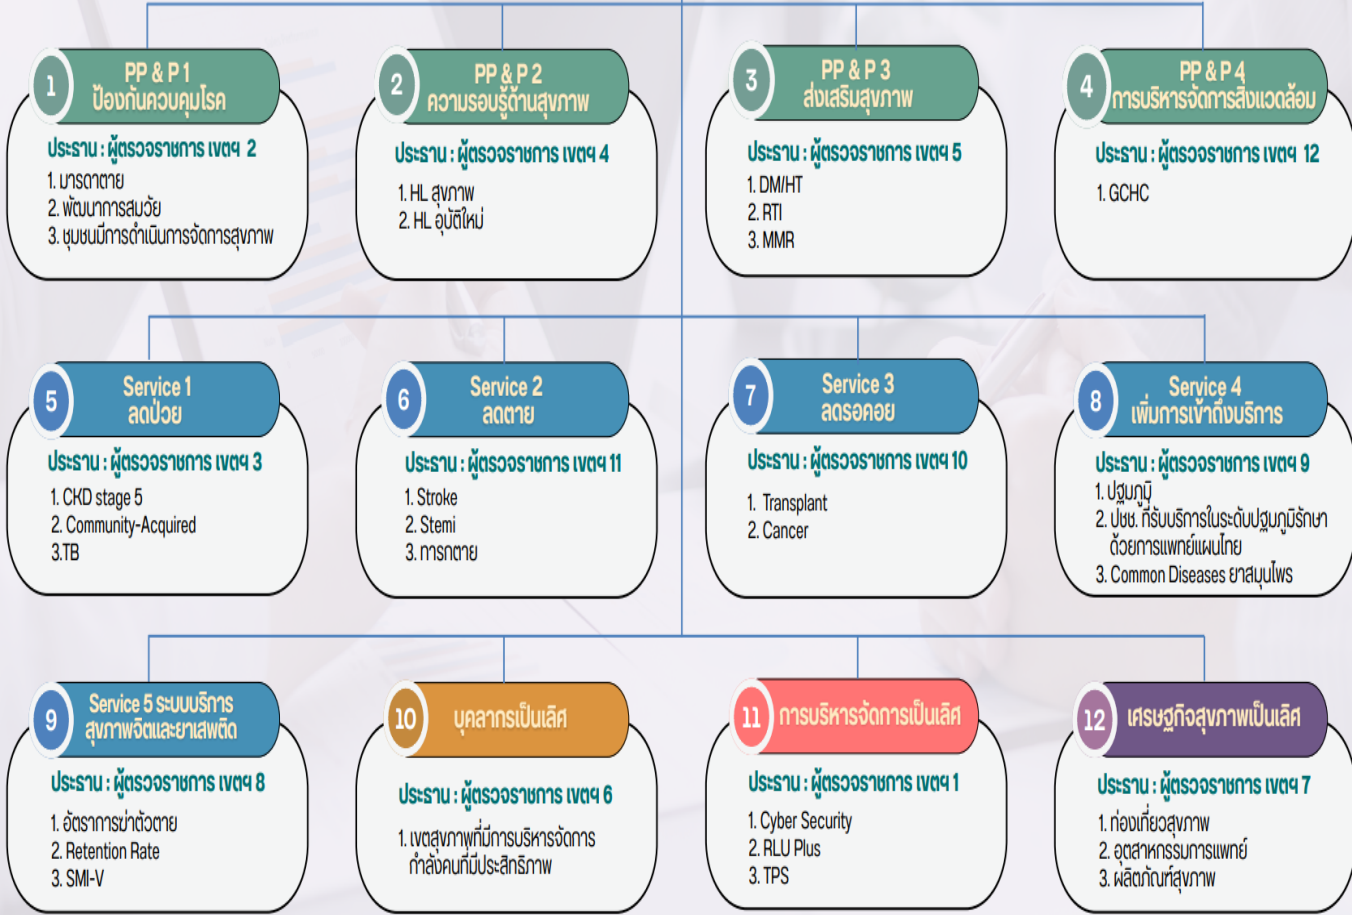 1
PP & P 1
ป้องกันควบคุมโรค
ประธาน : ผู้ตรวจราชการ เขตฯ 2
1. มารดาตาย
2. พัฒนาการสมวัย
3. ชุมชนมีการดำเนินการจัดการสุขภาพ
2
PP & P 2
ความรอบรู้ด้านสุขภาพ
ประธาน : ผู้ตรวจราชการ เขตฯ 4
1. HL สุขภาพ
2. HL อุบัติใหม่
3
PP & P 3
ส่งเสริมสุขภาพ
ประธาน : ผู้ตรวจราชการ เขตฯ 5
1. DM/HT
2. RTI
3. MMR
4
PP & P 4
การบริหารจัดการสิ่งแวดล้อม
ประธาน : ผู้ตรวจราชการ เขตฯ 12
1. GCHC
5
Service 1
ลดป่วย
ประธาน : ผู้ตรวจราชการ เขตฯ 3
1. CKD stage 5
2. Community-Acquired
3.TB
6
Service 2
ลดตาย
ประธาน : ผู้ตรวจราชการ เขตฯ 11
1. Stroke
2. Stemi
3. ทารกตาย
7
Service 3
ลดรอคอย
ประธาน : ผู้ตรวจราชการ เขตฯ 10
1. Transplant
2. Cancer
8
Service 4
เพิ่มการเข้าถึงบริการ
ประธาน : ผู้ตรวจราชการ เขตฯ 9
1. ปฐมภูมิ
2. ปชช. ที่รับบริการในระดับปฐมภูมิรักษา
ด้วยการแพทย์แผนไทย
3. Common Diseases ยาสมุนไพร
9
Service 5 ระบบบริการ
สุขภาพจิตและยาเสพติด
ประธาน : ผู้ตรวจราชการ เขตฯ 8
1. อัตราการฆ่าตัวตาย
2. Retention Rate
3. SMI-V
10
บุคลากรเป็นเลิศ
ประธาน : ผู้ตรวจราชการ เขตฯ 6
1. เขตสุขภาพที่มีการบริหารจัดการ
กำลังคนที่มีประสิทธิภาพ
11
การบริหารจัดการเป็นเลิศ
ประธาน : ผู้ตรวจราชการ เขตฯ 1
1. Cyber Security
2. RLU Plus
3. TPS
12
เศรษฐกิจสุขภาพเป็นเลิศ
ประธาน : ผู้ตรวจราชการ เขตฯ 7
1. ท่องเที่ยวสุขภาพ
2. อุตสาหกรรมการแพทย์
3. ผลิตภัณฑ์สุขภาพ